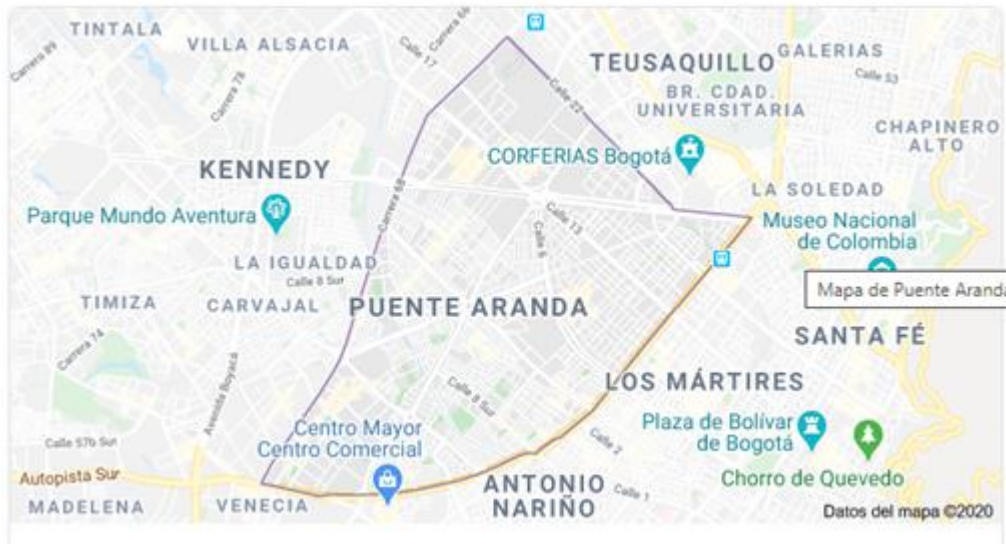 TINTALA
VILLA ALSACIA
Carrera 66
Calle 17
TEUSAQUILLO
GALERIAS
Calle 53
BR. CDAD.
UNIVERSITARIA
Carrera 89
Carrera 78
Calle 22
CHAPINERO
ALTO
CORFERIAS Bogotá
KENNEDY
LA SOLEDAD
Carrera 68
Parque Mundo Aventura
Calle 13
Museo Nacional
de Colombia
Calle 6
LA IGUALDAD
Calle 8 Sur
TIMIZA
CARVAJAL
PUENTE ARANDA
Mapa de Puente Aranda
SANTA FÉ
Carrera 74
Avenida Boyacá
Calle 8 Sur
LOS MÁRTIRES
Plaza de Bolívar
de Bogotá
Centro Mayor
Centro Comercial
Calle 2
Calle 57b Sur
Autopista Sur
Chorro de Quevedo
MADELENA
VENECIA
ANTONIO
NARIÑO
Calle 1
Datos del mapa ©2020